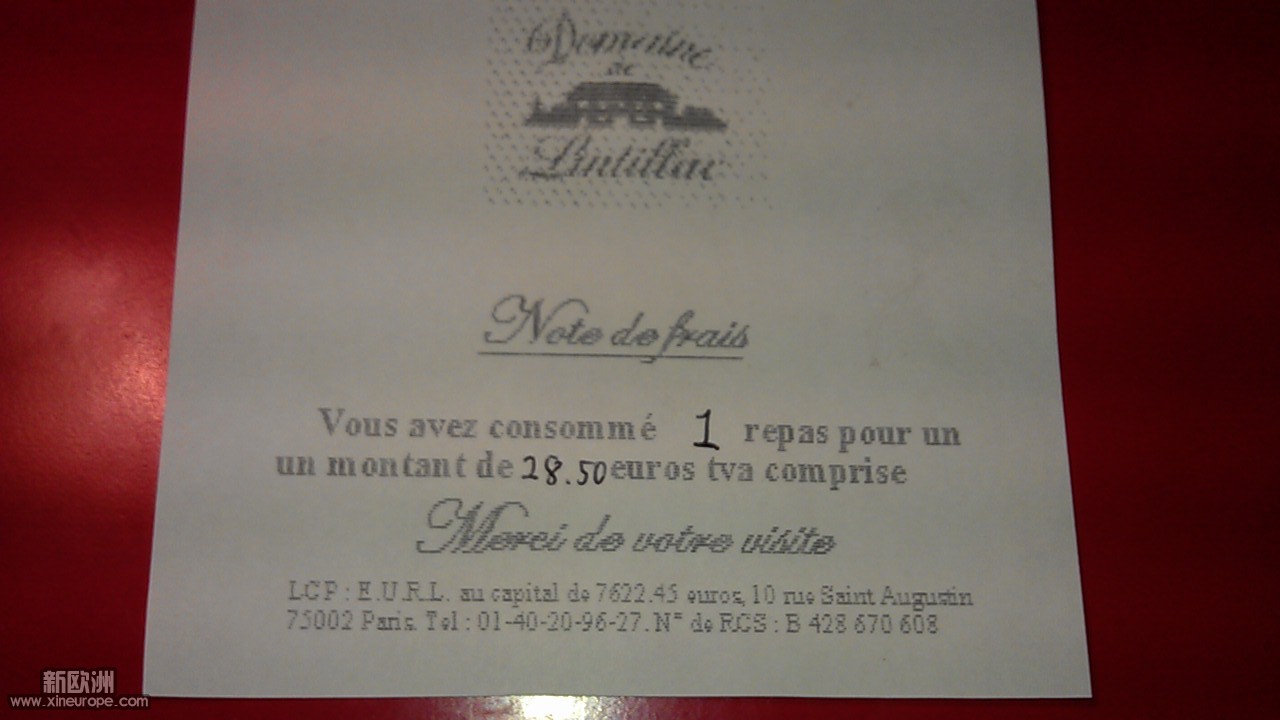 Domaine
de
Lintillac
Note de frais
Vous avez consommé 1 repas pour un
un montant de 28.50 euros tva comprise
Merci de votre visite
LCP : E.U.R.L. au capital de 7622.45 euros, 10 rue Saint Augustin
75002 Paris. Tel : 01-40-20-96-27. N° de RCS : B 428 670 608
新欧洲
www.xineurope.com